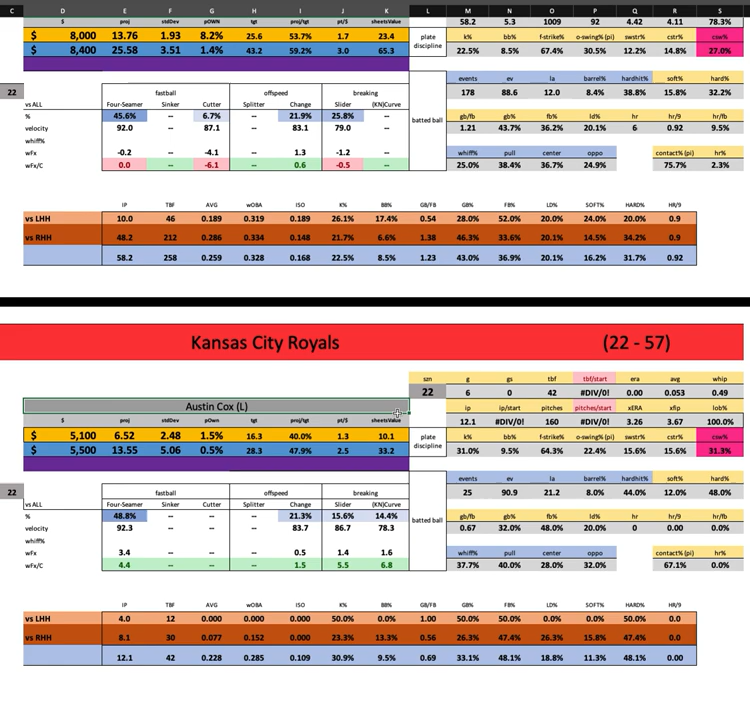 C D E F G H I J K L M N O P Q R S
$ proj stdDev pOWN tgt proj/tgt pt/$ sheetsValue 58.2 5.3 1009 92 4.42 4.11 78.3%
$ 8,000 13.76 1.93 8.2% 25.6 53.7% 1.7 23.4 plate discipline k% bb% f-strike% o-swing% (pi) swstr% cstr% csw%
$ 8,400 25.58 3.51 1.4% 43.2 59.2% 3.0 65.3 22.5% 8.5% 67.4% 30.5% 12.2% 14.8% 27.0%
events ev la barrel% hardhit% soft% hard%
22 fastball offspeed breaking 178 88.6 12.0 8.4% 38.8% 15.8% 32.2%
vs ALL Four-Seamer Sinker Cutter Splitter Change Slider (KN)Curve
% 45.6% -- 6.7% -- 21.9% 25.8% -- batted ball gb/fb gb% fb% ld% hr hr/9 hr/fb
velocity 92.0 -- 87.1 -- 83.1 79.0 -- 1.21 43.7% 36.2% 20.1% 6 0.92 9.5%
whiff%
wFx -0.2 -- -4.1 -- 1.3 -1.2 -- whiff% pull center oppo contact% (pi) hr%
wFx/C 0.0 -- -6.1 -- 0.6 -0.5 -- 25.0% 38.4% 36.7% 24.9% 75.7% 2.3%
IP TBF AVG wOBA ISO K% BB% GB/FB GB% FB% LD% SOFT% HARD% HR/9
vs LHH 10.0 46 0.189 0.319 0.189 26.1% 17.4% 0.54 28.0% 52.0% 20.0% 24.0% 20.0% 0.9
vs RHH 48.2 212 0.286 0.334 0.148 21.7% 6.6% 1.38 46.3% 33.6% 20.1% 14.5% 34.2% 0.9
58.2 258 0.259 0.328 0.168 22.5% 8.5% 1.23 43.0% 36.9% 20.1% 16.2% 31.7% 0.92
Kansas City Royals (22 - 57)
szn g gs tbf tbf/start era avg whip
22 6 0 42 #DIV/0! 0.00 0.053 0.49
Austin Cox (L) ip ip/start pitches pitches/start xERA xfip lob%
$ proj stdDev pOwn tgt proj/tgt pt/$ sheetsValue 12.1 #DIV/0! 160 #DIV/0! 3.26 3.67 100.0%
$ 5,100 6.52 2.48 1.5% 16.3 40.0% 1.3 10.1 plate discipline k% bb% f-strike% o-swing% (pi) swstr% cstr% csw%
$ 5,500 13.55 5.06 0.5% 28.3 47.9% 2.5 33.2 31.0% 9.5% 64.3% 22.4% 15.6% 15.6% 31.3%
events ev la barrel% hardhit% soft% hard%
22 fastball offspeed breaking 25 90.9 21.2 8.0% 44.0% 12.0% 48.0%
vs ALL Four-Seamer Sinker Cutter Splitter Change Slider (KN)Curve
% 48.8% -- -- -- 21.3% 15.6% 14.4% batted ball gb/fb gb% fb% ld% hr hr/9 hr/fb
velocity 92.3 -- -- -- 83.7 86.7 78.3 0.67 32.0% 48.0% 20.0% 0 0.00 0.0%
whiff%
wFx 3.4 -- -- -- 0.5 1.4 1.6 whiff% pull center oppo contact% (pi) hr%
wFx/C 4.4 -- -- -- 1.5 5.5 6.8 37.7% 40.0% 28.0% 32.0% 67.1% 0.0%
IP TBF AVG wOBA ISO K% BB% GB/FB GB% FB% LD% SOFT% HARD% HR/9
vs LHH 4.0 12 0.000 0.000 0.000 50.0% 0.0% 1.00 50.0% 50.0% 0.0% 0.0% 50.0% 0.0
vs RHH 8.1 30 0.077 0.152 0.000 23.3% 13.3% 0.56 26.3% 47.4% 26.3% 15.8% 47.4% 0.0
12.1 42 0.228 0.285 0.109 30.9% 9.5% 0.69 33.1% 48.1% 18.8% 11.3% 48.1% 0.00